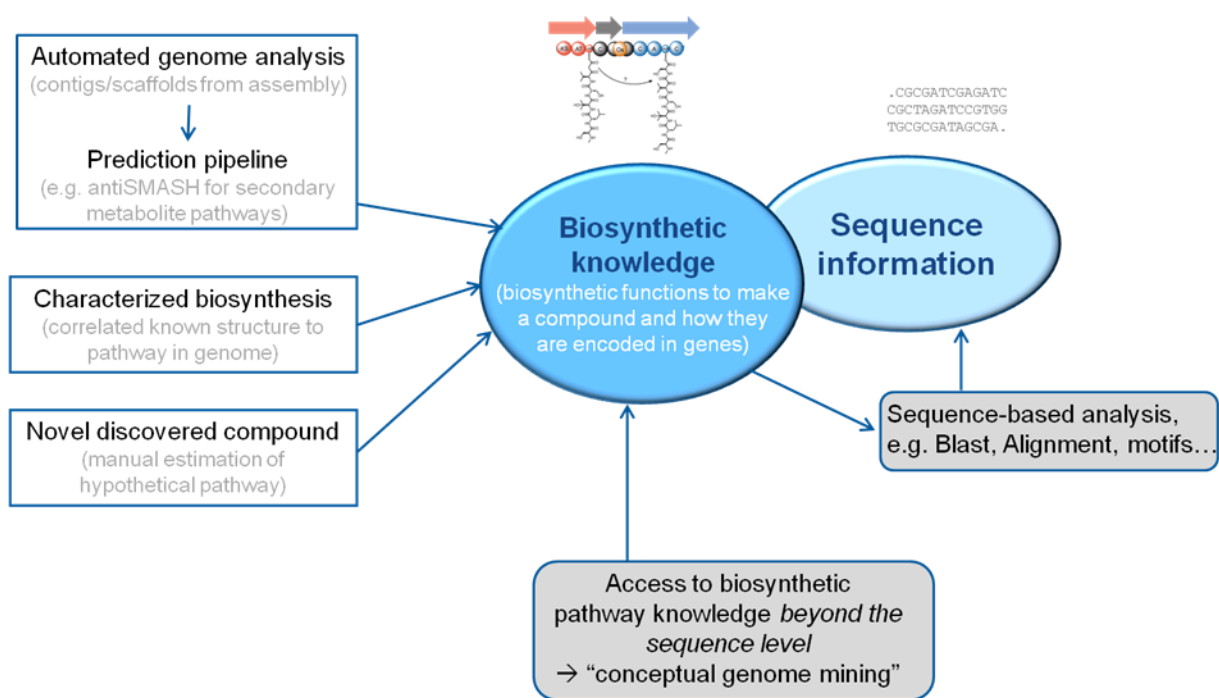 Automated genome analysis
(contigs/scaffolds from assembly)
Prediction pipeline
(e.g. antiSMASH for secondary
metabolite pathways)
Characterized biosynthesis
(correlated known structure to
pathway in genome)
Novel discovered compound
(manual estimation of
hypothetical pathway)
.CGCGATCGAGATC
CGCTAGATCCGTGG
TGCGCGATAGCGA.
Biosynthetic
knowledge
(biosynthetic functions to make
a compound and how they
are encoded in genes)
Sequence
information
Sequence-based analysis,
e.g. Blast, Alignment, motifs…
Access to biosynthetic
pathway knowledge beyond the
sequence level
→ “conceptual genome mining”